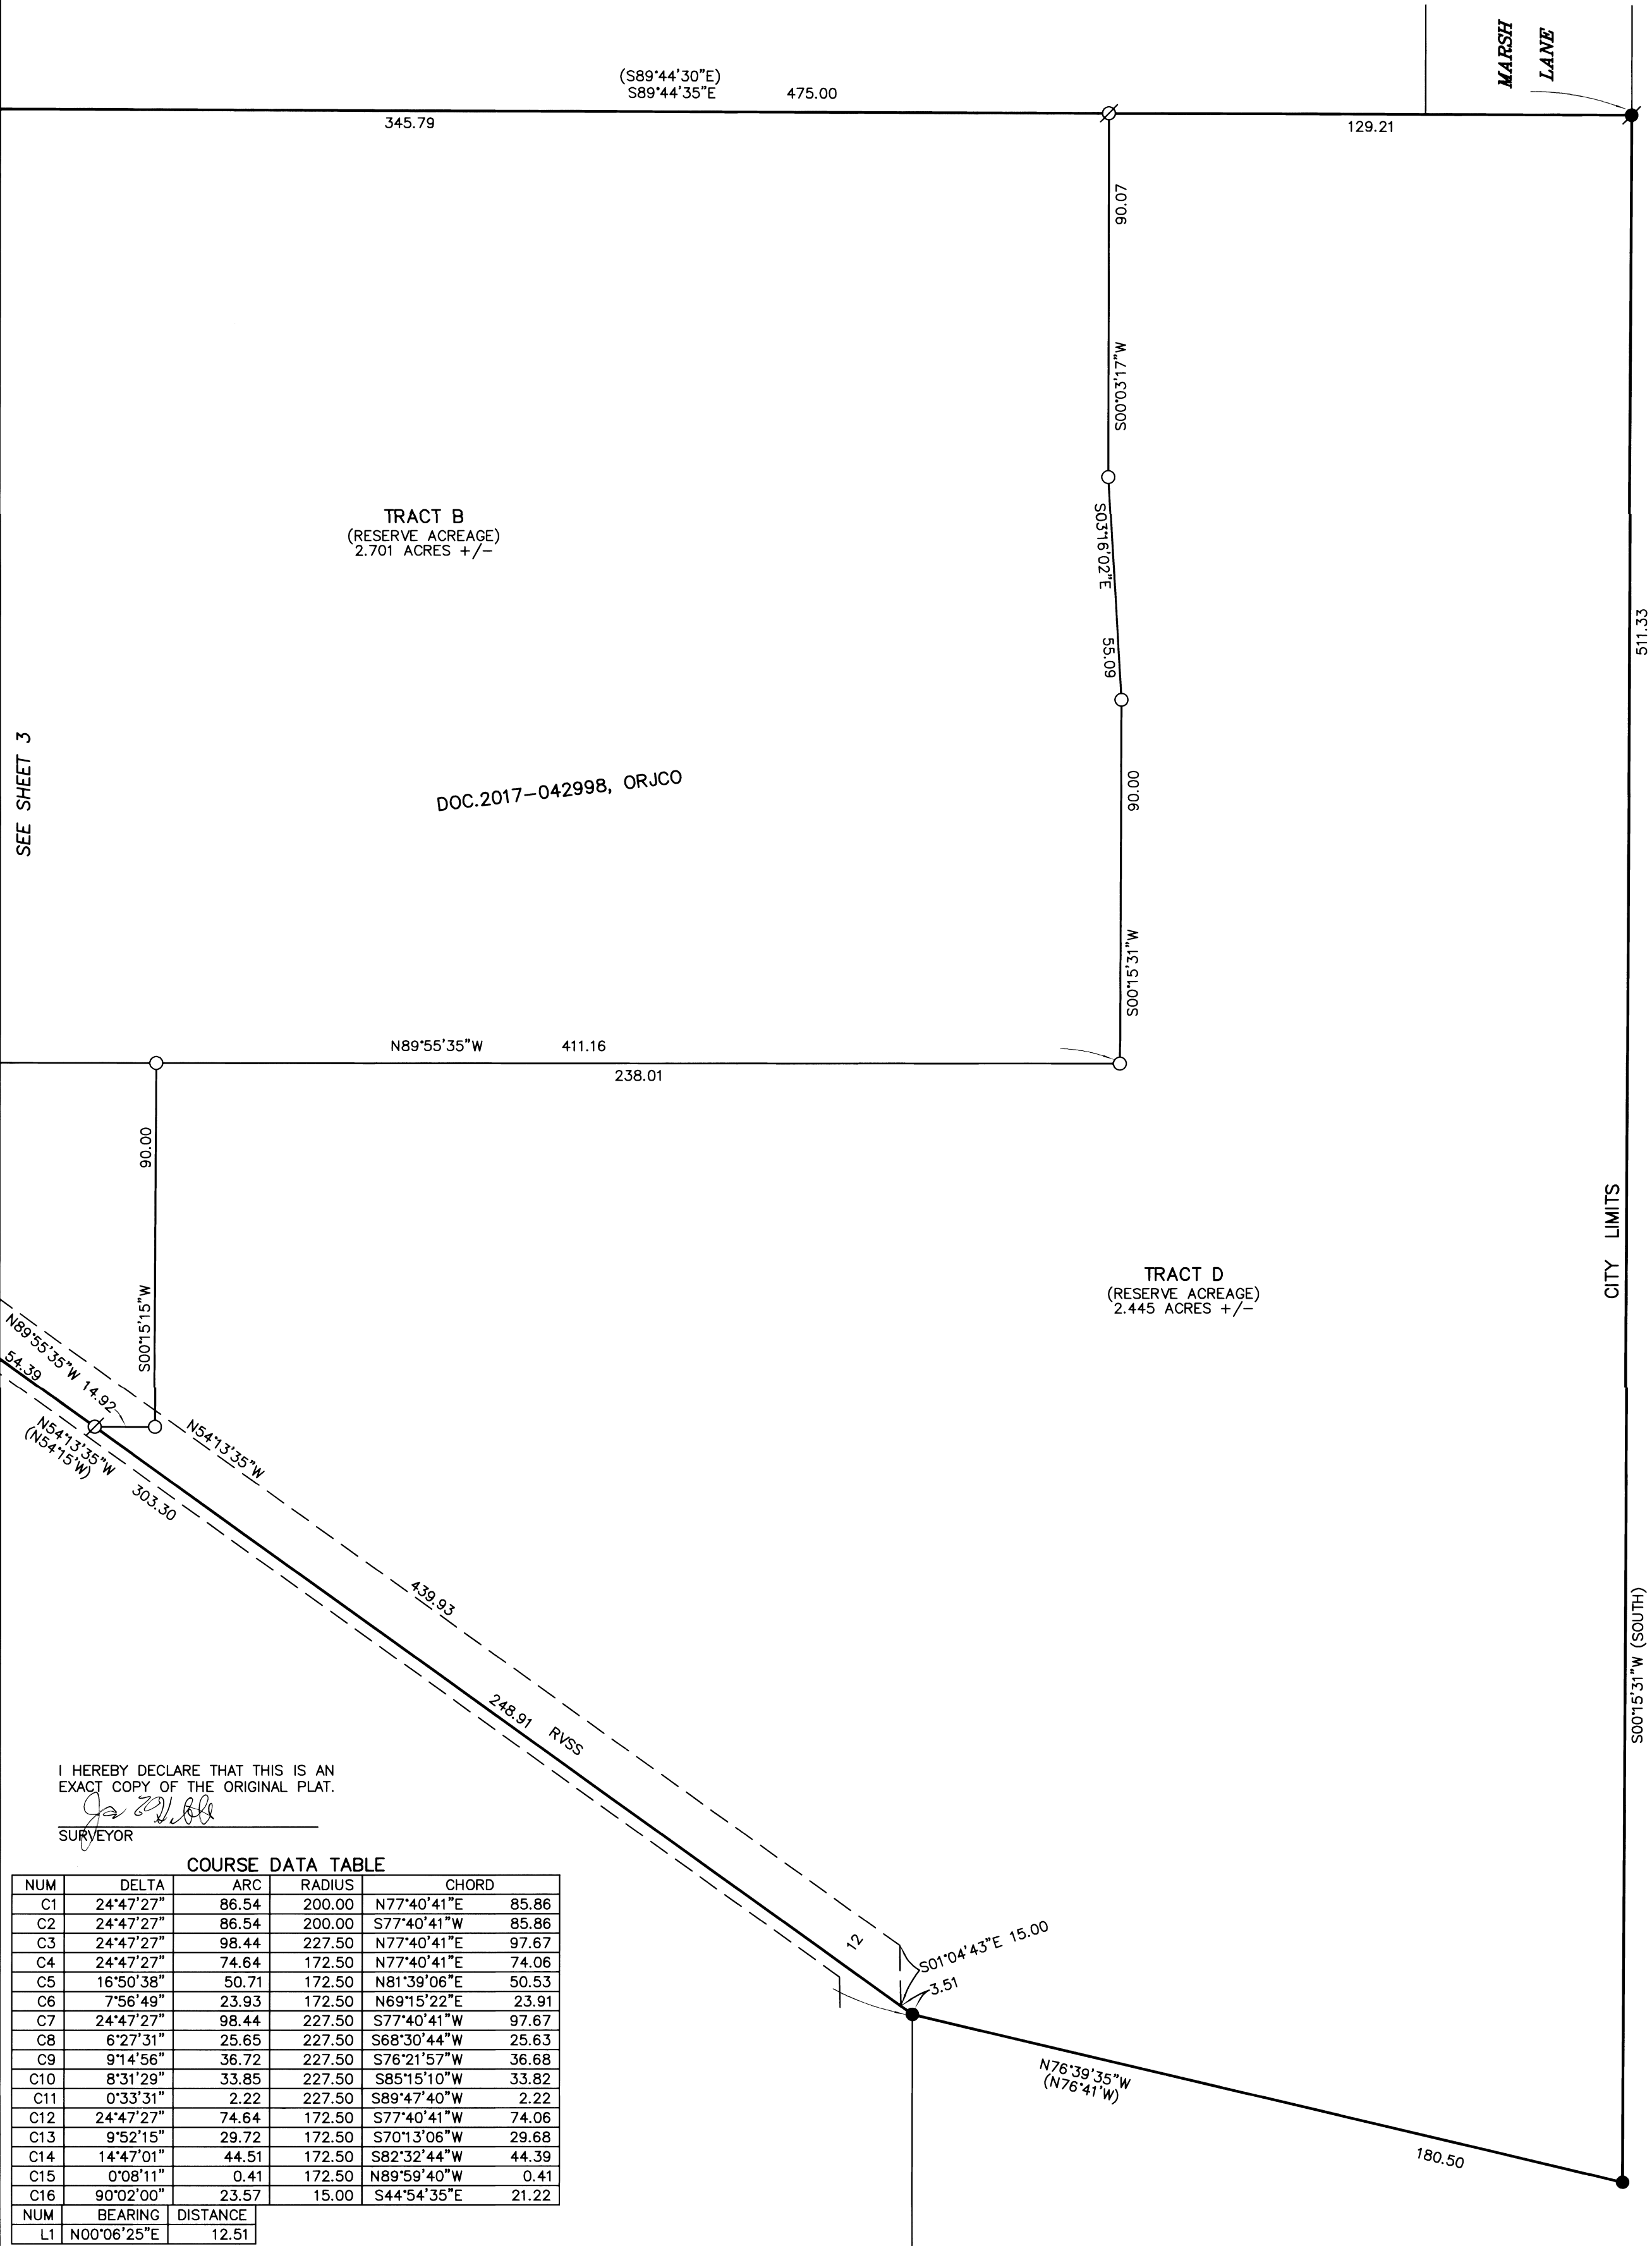 MARSH
LANE
(S89°44'30"E)
S89°44'35"E 475.00
345.79
129.21
90.07
S00°03'17"W
TRACT B
(RESERVE ACREAGE)
2.701 ACRES +/-
S03°16'02"E
55.09
511.33
SEE SHEET 3
DOC.2017-042998, ORJCO
90.00
S00°15'31"W
N89°55'35"W 411.16
238.01
90.00
S00°15'15"W
CITY LIMITS
TRACT D
(RESERVE ACREAGE)
2.445 ACRES +/-
N89°55'35"W 14.92
54.39
N54°13'35"W
(N54°15'W)
303.30
N54°13'35"W
439.93
248.91 RVSS
S00°15'31"W (SOUTH)
I HEREBY DECLARE THAT THIS IS AN
EXACT COPY OF THE ORIGINAL PLAT.
SURVEYOR
12
S01°04'43"E 15.00
3.51
N76°39'35"W
(N76°41'W)
180.50
COURSE DATA TABLE
NUM DELTA ARC RADIUS CHORD
C1 24°47'27" 86.54 200.00 N77°40'41"E 85.86
C2 24°47'27" 86.54 200.00 S77°40'41"W 85.86
C3 24°47'27" 98.44 227.50 N77°40'41"E 97.67
C4 24°47'27" 74.64 172.50 N77°40'41"E 74.06
C5 16°50'38" 50.71 172.50 N81°39'06"E 50.53
C6 7°56'49" 23.93 172.50 N69°15'22"E 23.91
C7 24°47'27" 98.44 227.50 S77°40'41"W 97.67
C8 6°27'31" 25.65 227.50 S68°30'44"W 25.63
C9 9°14'56" 36.72 227.50 S76°21'57"W 36.68
C10 8°31'29" 33.85 227.50 S85°15'10"W 33.82
C11 0°33'31" 2.22 227.50 S89°47'40"W 2.22
C12 24°47'27" 74.64 172.50 S77°40'41"W 74.06
C13 9°52'15" 29.72 172.50 S70°13'06"W 29.68
C14 14°47'01" 44.51 172.50 S82°32'44"W 44.39
C15 0°08'11" 0.41 172.50 N89°59'40"W 0.41
C16 90°02'00" 23.57 15.00 S44°54'35"E 21.22
NUM BEARING DISTANCE
L1 N00°06'25"E 12.51